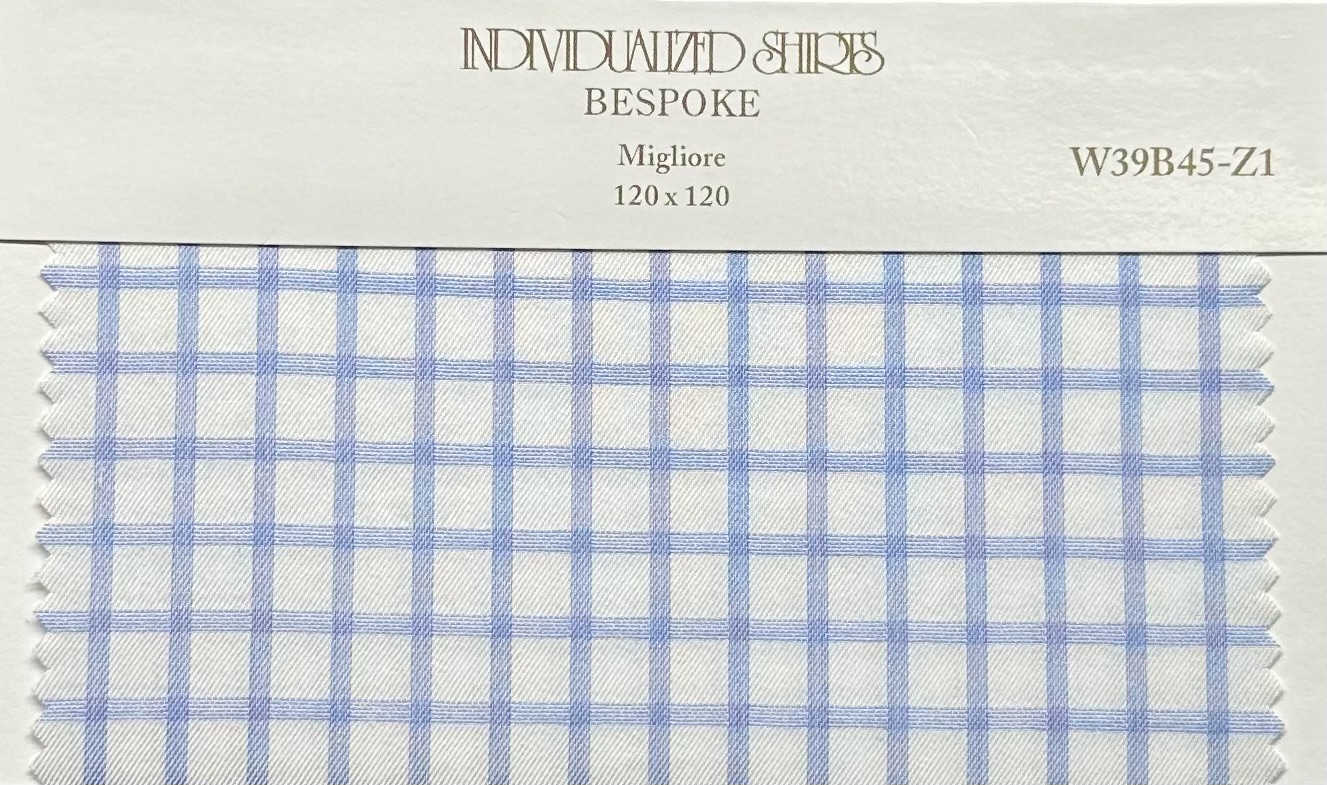 INDIVIDUALIZED SHIRTS
BESPOKE
Migliore
120 x 120
W39B45-Z1